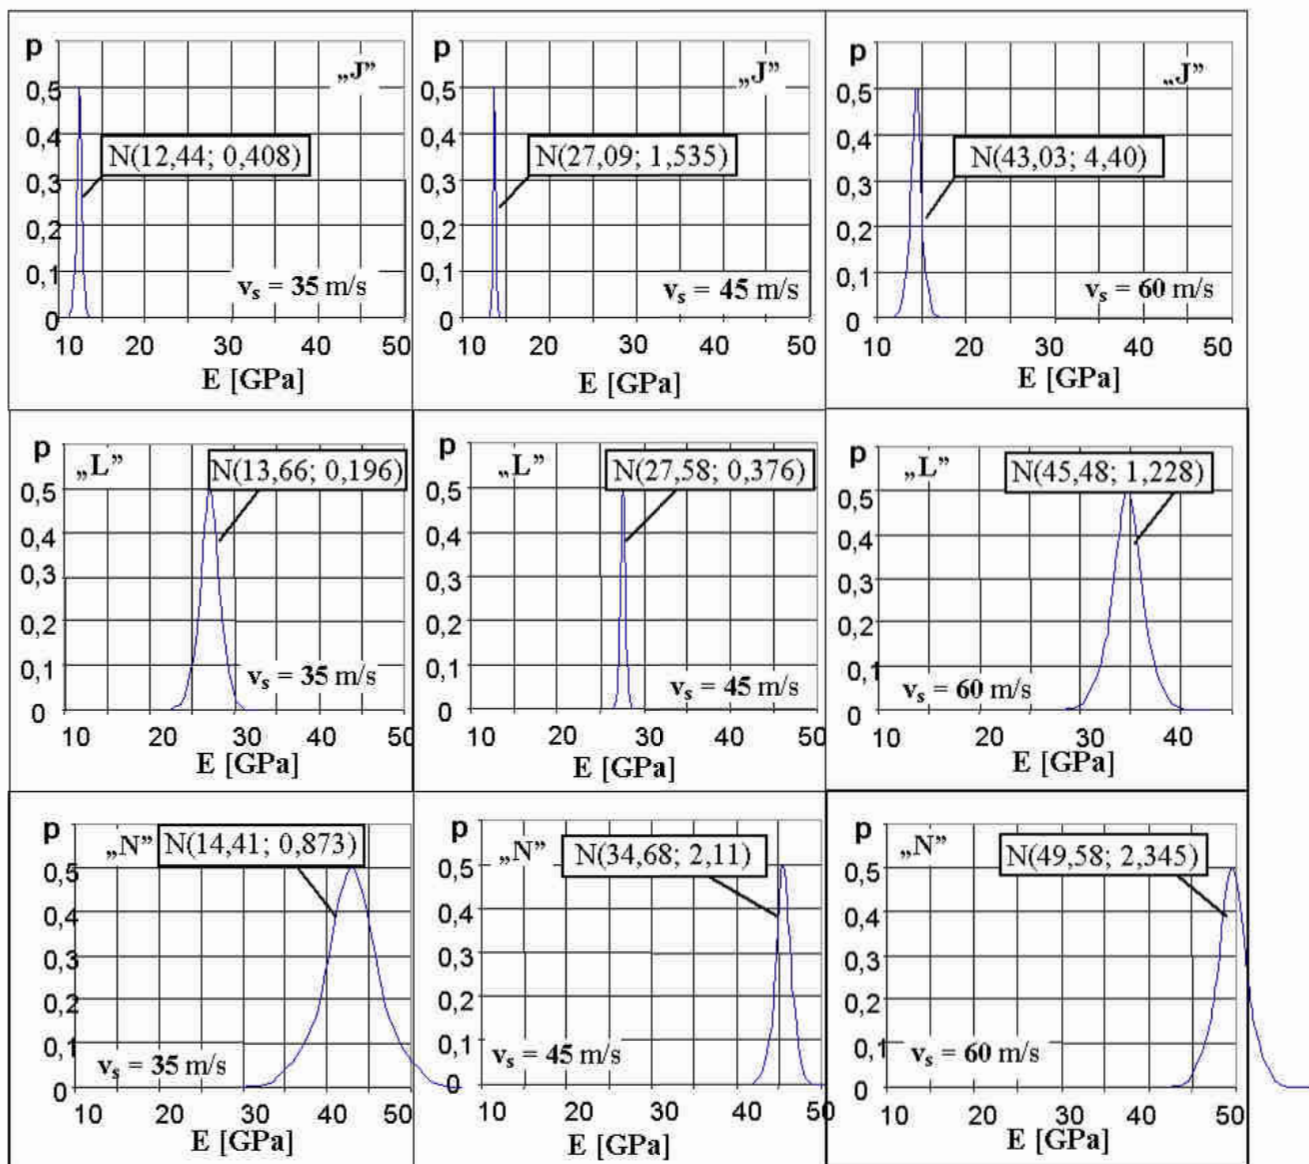 p
„J”
0,5
0,4
N(12,44; 0,408)
0,3
0,2
0,1
vs = 35 m/s
0
10 20 30 40 50
E [GPa]
p
„J”
0,5
0,4
N(27,09; 1,535)
0,3
0,2
0,1
vs = 45 m/s
0
10 20 30 40 50
E [GPa]
p
„J”
0,5
0,4
N(43,03; 4,40)
0,3
0,2
0,1
vs = 60 m/s
0
10 20 30 40 50
E [GPa]
p
„L”
N(13,66; 0,196)
0,5
0,4
0,3
0,2
0,1
vs = 35 m/s
0
10 20 30 40 50
E [GPa]
p
„L”
N(27,58; 0,376)
0,5
0,4
0,3
0,2
0,1
vs = 45 m/s
0
10 20 30 40 50
E [GPa]
p
„L”
N(45,48; 1,228)
0,5
0,4
0,3
0,2
0,1
vs = 60 m/s
0
10 20 30 40
E [GPa]
p
„N”
N(14,41; 0,873)
0,5
0,4
0,3
0,2
0,1
vs = 35 m/s
0
10 20 30 40 50
E [GPa]
p
„N”
N(34,68; 2,11)
0,5
0,4
0,3
0,2
0,1
vs = 45 m/s
0
10 20 30 40 50
E [GPa]
p
„N”
N(49,58; 2,345)
0,5
0,4
0,3
0,2
0,1
vs = 60 m/s
0
10 20 30 40 50
E [GPa]